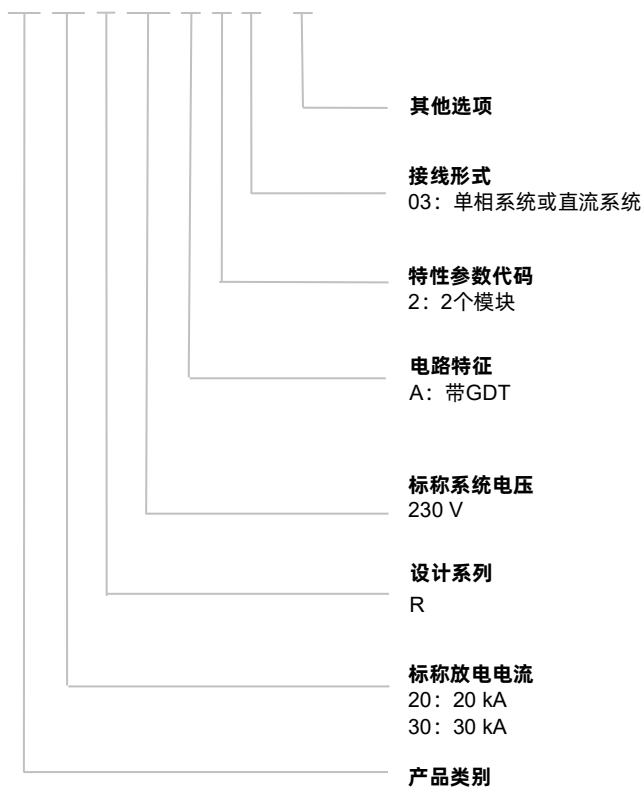 其他选项
接线形式
03：单相系统或直流系统
特性参数代码
2：2个模块
电路特征
A：带GDT
标称系统电压
230 V
设计系列
R
标称放电电流
20：20 kA
30：30 kA
产品类别